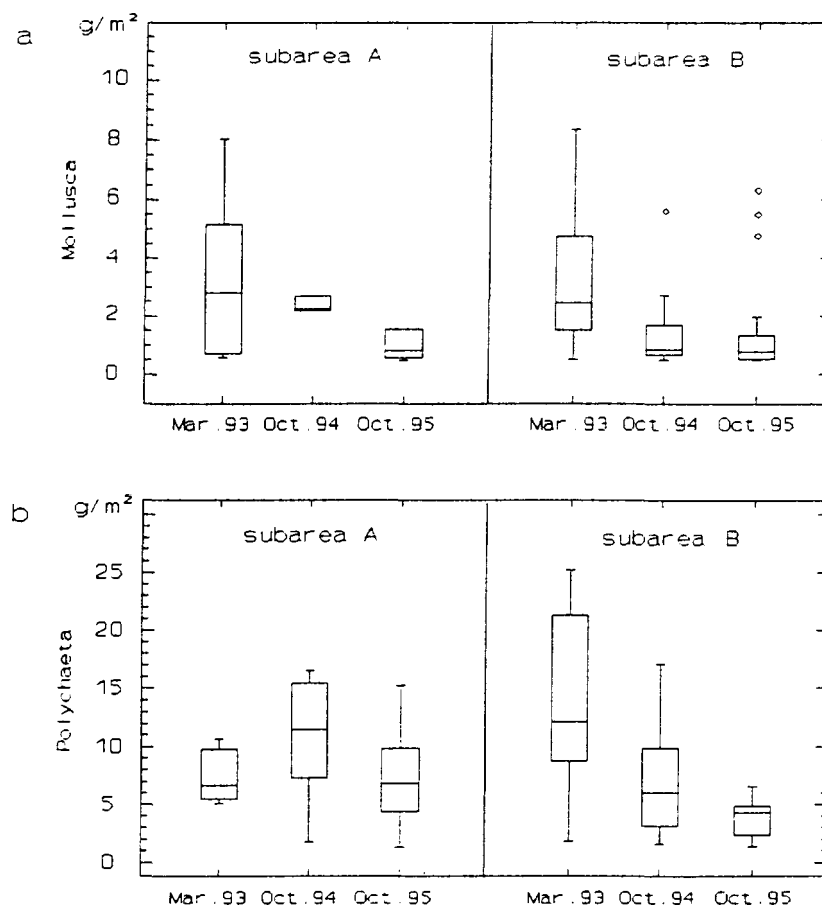 a
g/m²
subarea A
subarea B
10
8
6
4
2
0
Mollusca
Mar.93 Oct.94 Oct.95
Mar.93 Oct.94 Oct.95
b
g/m²
subarea A
subarea B
25
20
15
10
5
0
Polychaeta
Mar.93 Oct.94 Oct.95
Mar.93 Oct.94 Oct.95